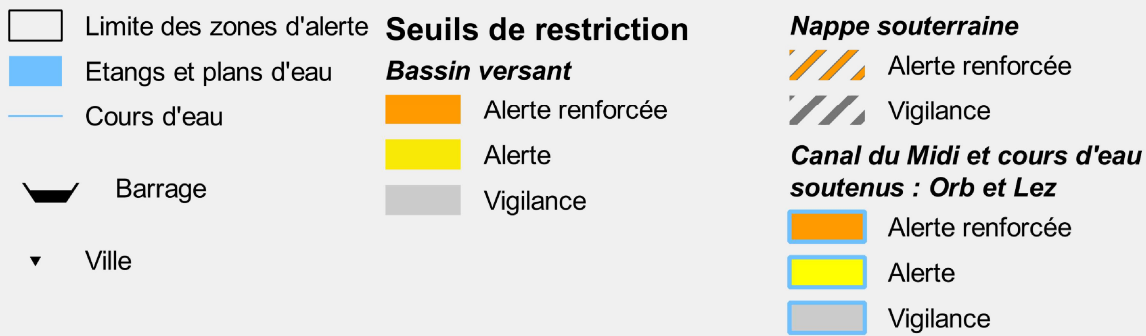 Limite des zones d'alerte
Etangs et plans d'eau
Cours d'eau
Barrage
Ville
Seuils de restriction
Bassin versant
Alerte renforcée
Alerte
Vigilance
Nappe souterraine
Alerte renforcée
Vigilance
Canal du Midi et cours d'eau
soutenus : Orb et Lez
Alerte renforcée
Alerte
Vigilance